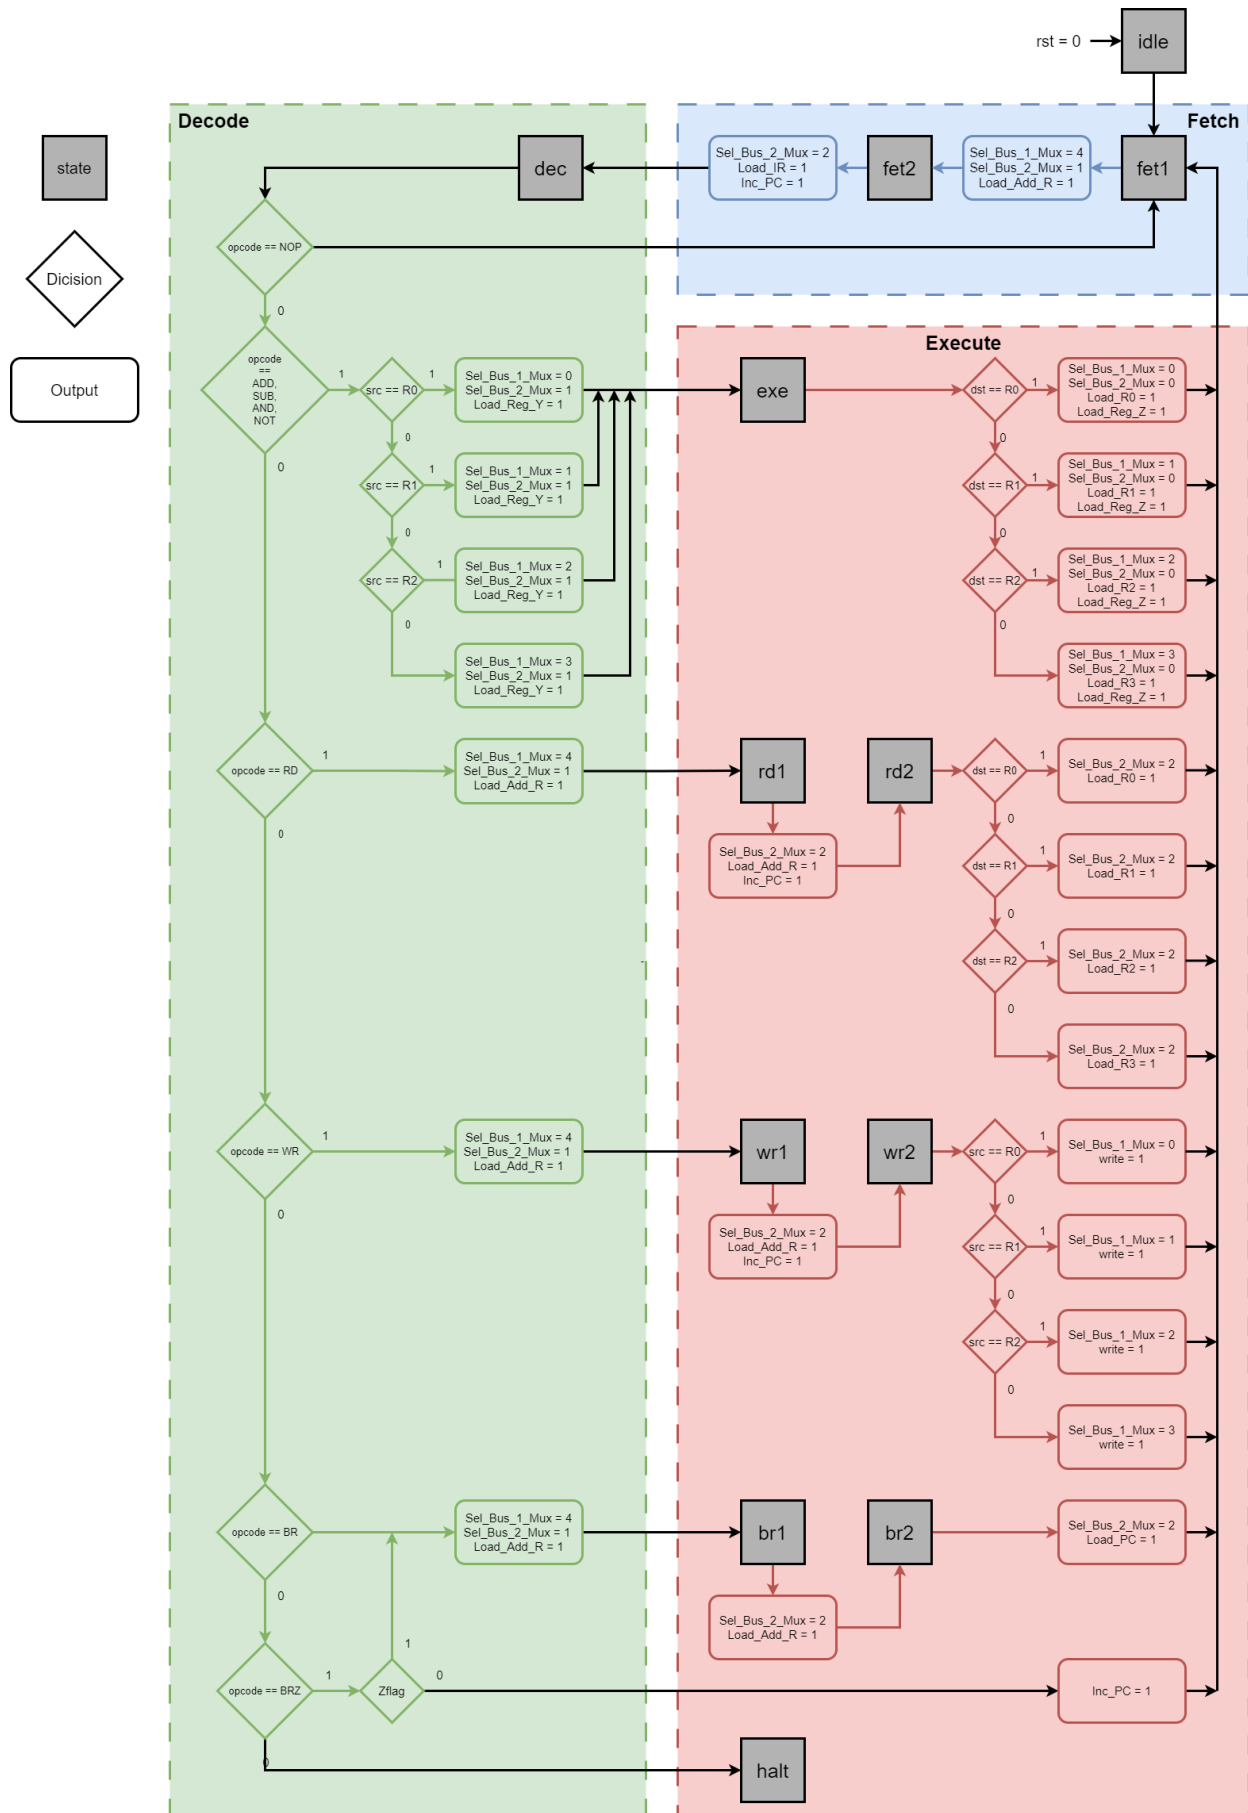 rst = 0
idle
Decode
Fetch
state
dec
Sel_Bus_2_Mux = 2
Load_IR = 1
Inc_PC = 1
fet2
Sel_Bus_1_Mux = 4
Sel_Bus_2_Mux = 1
Load_Add_R = 1
fet1
opcode == NOP
Dicision
0
Output
opcode
==
ADD,
SUB,
AND,
NOT
1
0
src == R0
1
0
Sel_Bus_1_Mux = 0
Sel_Bus_2_Mux = 1
Load_Reg_Y = 1
src == R1
1
0
Sel_Bus_1_Mux = 1
Sel_Bus_2_Mux = 1
Load_Reg_Y = 1
src == R2
1
0
Sel_Bus_1_Mux = 2
Sel_Bus_2_Mux = 1
Load_Reg_Y = 1
Sel_Bus_1_Mux = 3
Sel_Bus_2_Mux = 1
Load_Reg_Y = 1
Execute
exe
dst == R0
1
0
Sel_Bus_1_Mux = 0
Sel_Bus_2_Mux = 0
Load_R0 = 1
Load_Reg_Z = 1
dst == R1
1
0
Sel_Bus_1_Mux = 1
Sel_Bus_2_Mux = 0
Load_R1 = 1
Load_Reg_Z = 1
dst == R2
1
0
Sel_Bus_1_Mux = 2
Sel_Bus_2_Mux = 0
Load_R2 = 1
Load_Reg_Z = 1
Sel_Bus_1_Mux = 3
Sel_Bus_2_Mux = 0
Load_R3 = 1
Load_Reg_Z = 1
opcode == RD
1
0
Sel_Bus_1_Mux = 4
Sel_Bus_2_Mux = 1
Load_Add_R = 1
rd1
Sel_Bus_2_Mux = 2
Load_Add_R = 1
Inc_PC = 1
rd2
dst == R0
1
0
Sel_Bus_2_Mux = 2
Load_R0 = 1
dst == R1
1
0
Sel_Bus_2_Mux = 2
Load_R1 = 1
dst == R2
1
0
Sel_Bus_2_Mux = 2
Load_R2 = 1
Sel_Bus_2_Mux = 2
Load_R3 = 1
opcode == WR
1
0
Sel_Bus_1_Mux = 4
Sel_Bus_2_Mux = 1
Load_Add_R = 1
wr1
Sel_Bus_2_Mux = 2
Load_Add_R = 1
Inc_PC = 1
wr2
src == R0
1
0
Sel_Bus_1_Mux = 0
write = 1
src == R1
1
0
Sel_Bus_1_Mux = 1
write = 1
src == R2
1
0
Sel_Bus_1_Mux = 2
write = 1
Sel_Bus_1_Mux = 3
write = 1
opcode == BR
0
Sel_Bus_1_Mux = 4
Sel_Bus_2_Mux = 1
Load_Add_R = 1
br1
Sel_Bus_2_Mux = 2
Load_Add_R = 1
br2
Sel_Bus_2_Mux = 2
Load_PC = 1
opcode == BRZ
1
0
Zflag
1
0
Inc_PC = 1
halt